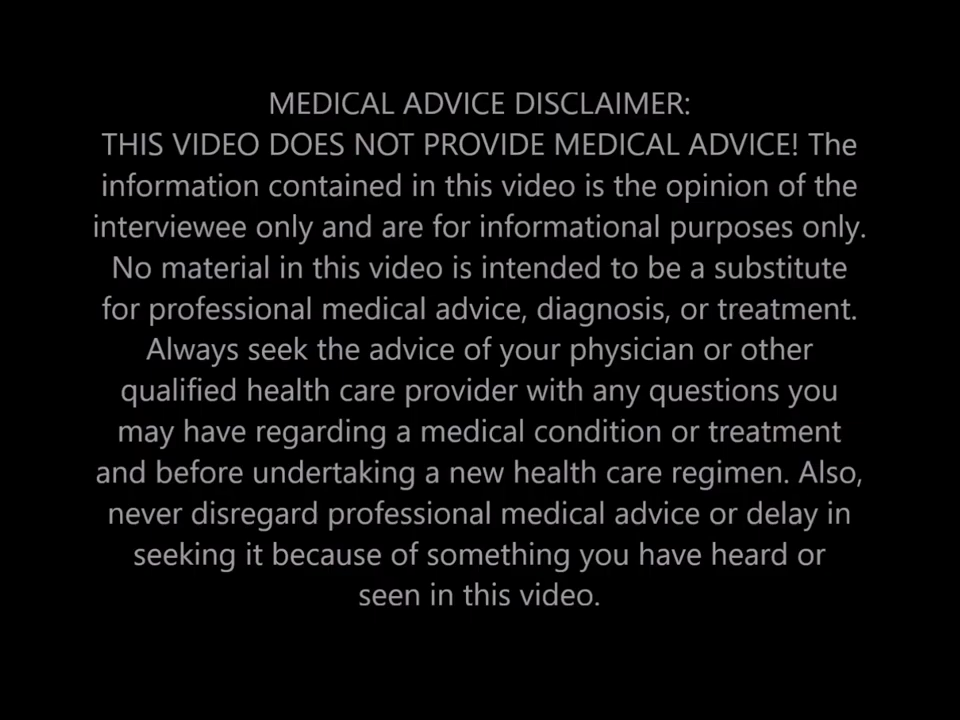 MEDICAL ADVICE DISCLAIMER:
THIS VIDEO DOES NOT PROVIDE MEDICAL ADVICE! The
information contained in this video is the opinion of the
interviewee only and are for informational purposes only.
No material in this video is intended to be a substitute
for professional medical advice, diagnosis, or treatment.
Always seek the advice of your physician or other
qualified health care provider with any questions you
may have regarding a medical condition or treatment
and before undertaking a new health care regimen. Also,
never disregard professional medical advice or delay in
seeking it because of something you have heard or
seen in this video.